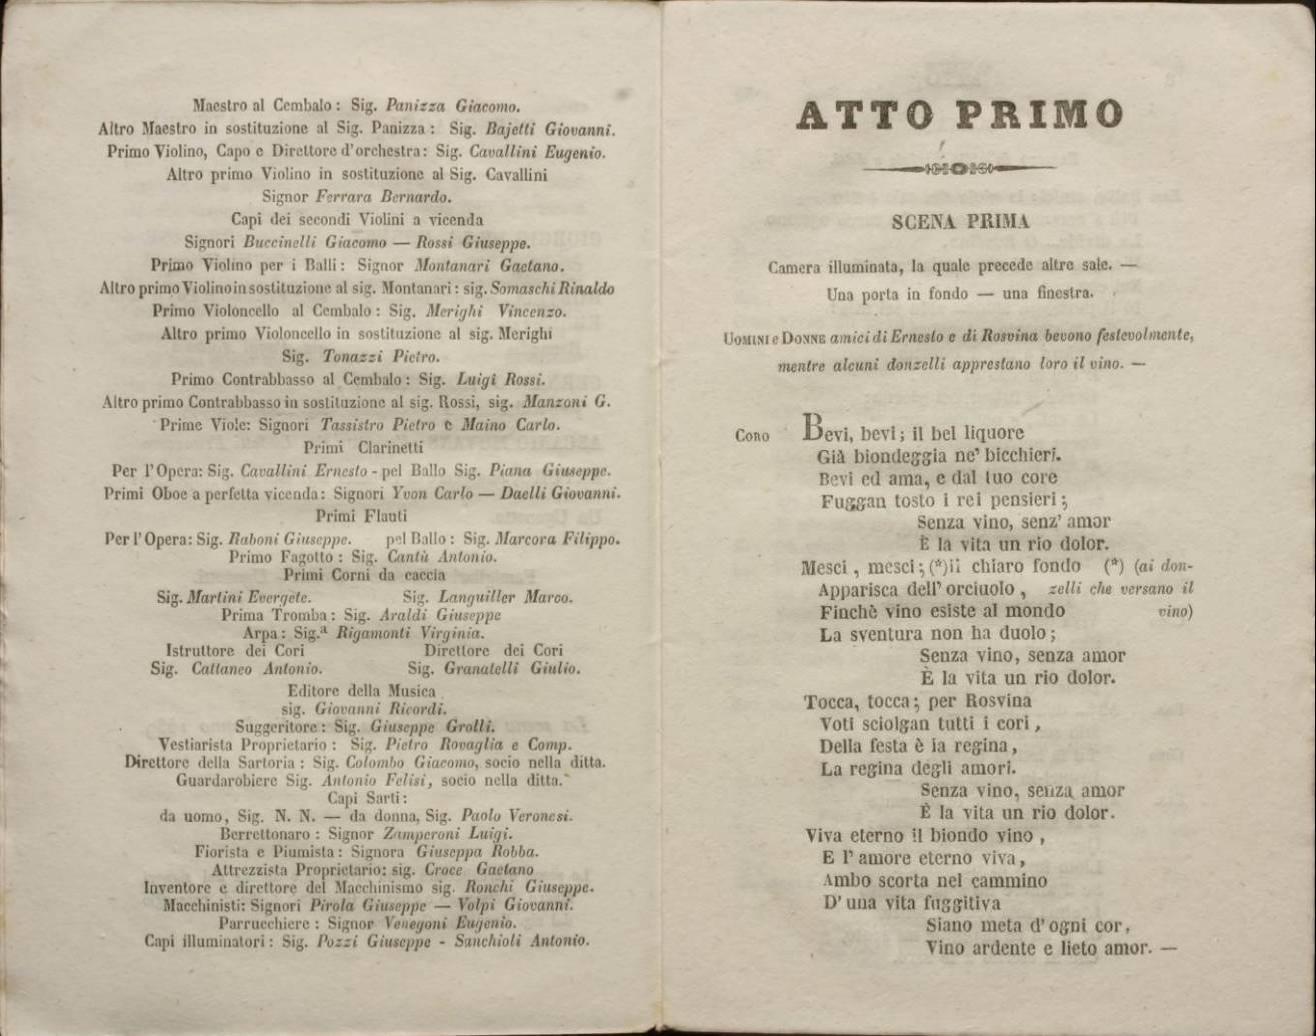 Maestro al Cembalo : Sig. Panizza Giacomo.
Altro Maestro in sostituzione al Sig. Panizza : Sig. Bajetti Giovanni.
Primo Violino, Capo e Direttore d'orchestra: Sig. Cavallini Eugenio.
Altro primo Violino in sostituzione al Sig. Cavallini
Signor Ferrara Bernardo.
Capi dei secondi Violini a vicenda
Signori Buccinelli Giacomo — Rossi Giuseppe.
Primo Violino per i Balli : Signor Montanari Gaetano.
Altro primo Violino in sostituzione al sig. Montanari : sig. Somaschi Rinaldo
Primo Violoncello al Cembalo : Sig. Merighi Vincenzo.
Altro primo Violoncello in sostituzione al sig. Merighi
Sig. Tonazzi Pietro.
Primo Contrabbasso al Cembalo : Sig. Luigi Rossi.
Altro primo Contrabbasso in sostituzione al sig. Rossi, sig. Manzoni G.
Prime Viole: Signori Tassistro Pietro e Maino Carlo.
Primi Clarinetti
Per l'Opera: Sig. Cavallini Ernesto - pel Ballo Sig. Piana Giuseppe.
Primi Oboe a perfetta vicenda : Signori Yvon Carlo — Daelli Giovanni.
Primi Flauti
Per l'Opera: Sig. Raboni Giuseppe. pel Ballo : Sig. Marcora Filippo.
Primo Fagotto : Sig. Cantù Antonio.
Primi Corni da caccia
Sig. Martini Evergete. Sig. Languiller Marco.
Prima Tromba : Sig. Araldi Giuseppe
Arpa : Sig.ª Rigamonti Virginia.
Istruttore dei Cori Direttore dei Cori
Sig. Cattaneo Antonio. Sig. Granatelli Giulio.
Editore della Musica
sig. Giovanni Ricordi.
Suggeritore : Sig. Giuseppe Grolli.
Vestiarista Proprietario : Sig. Pietro Rovaglia e Comp.
Direttore della Sartoria : Sig. Colombo Giacomo, socio nella ditta.
Guardarobiere Sig. Antonio Felisi, socio nella ditta.
Capi Sarti :
da uomo, Sig. N. N. — da donna, Sig. Paolo Veronesi.
Berrettonaro : Signor Zamperoni Luigi.
Fiorista e Piumista : Signora Giuseppa Robba.
Attrezzista Proprietario: sig. Croce Gaetano
Inventore e direttore del Macchinismo sig. Ronchi Giuseppe.
Macchinisti: Signori Pirola Giuseppe — Volpi Giovanni.
Parrucchiere : Signor Venegoni Eugenio.
Capi illuminatori : Sig. Pozzi Giuseppe - Sanchioli Antonio.
ATTO PRIMO
SCENA PRIMA
Camera illuminata, la quale precede altre sale. —
Una porta in fondo — una finestra.
UOMINI e DONNE amici di Ernesto e di Rosvina bevono festevolmente,
mentre alcuni donzelli apprestano loro il vino. —
CORO Bevi, bevi ; il bel liquore
Già biondeggia ne' bicchieri.
Bevi ed ama, e dal tuo core
Fuggan tosto i rei pensieri ;
Senza vino, senz' amor
È la vita un rio dolor.
Mesci , mesci ; (*) il chiaro fondo (*) (ai don-
Apparisca dell' orciuolo , zelli che versano il
Finchè vino esiste al mondo vino)
La sventura non ha duolo ;
Senza vino, senza amor
È la vita un rio dolor.
Tocca, tocca ; per Rosvina
Voti sciolgan tutti i cori ,
Della festa è la regina ,
La regina degli amori.
Senza vino, senza amor
È la vita un rio dolor.
Viva eterno il biondo vino ,
E l' amore eterno viva ,
Ambo scorta nel cammino
D' una vita fuggitiva
Siano meta d' ogni cor,
Vino ardente e lieto amor. —